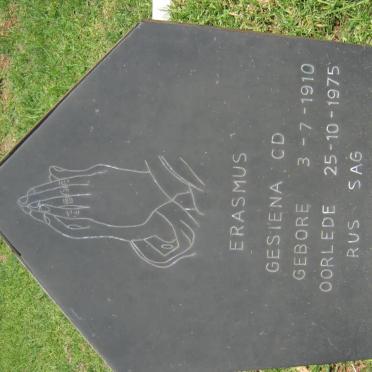 ERASMUS
GESIENA CD
GEBORE 3-7-1910
OORLEDE 25-10-1975
RUS SAG